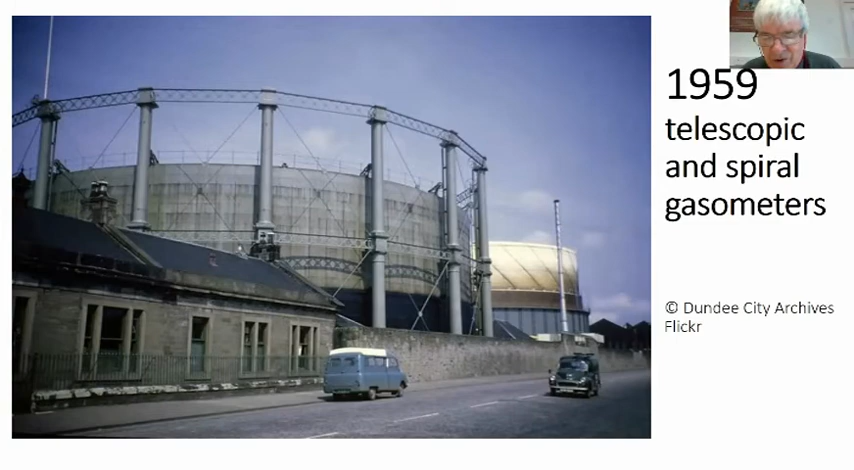 1959
telescopic
and spiral
gasometers
© Dundee City Archives
Flickr